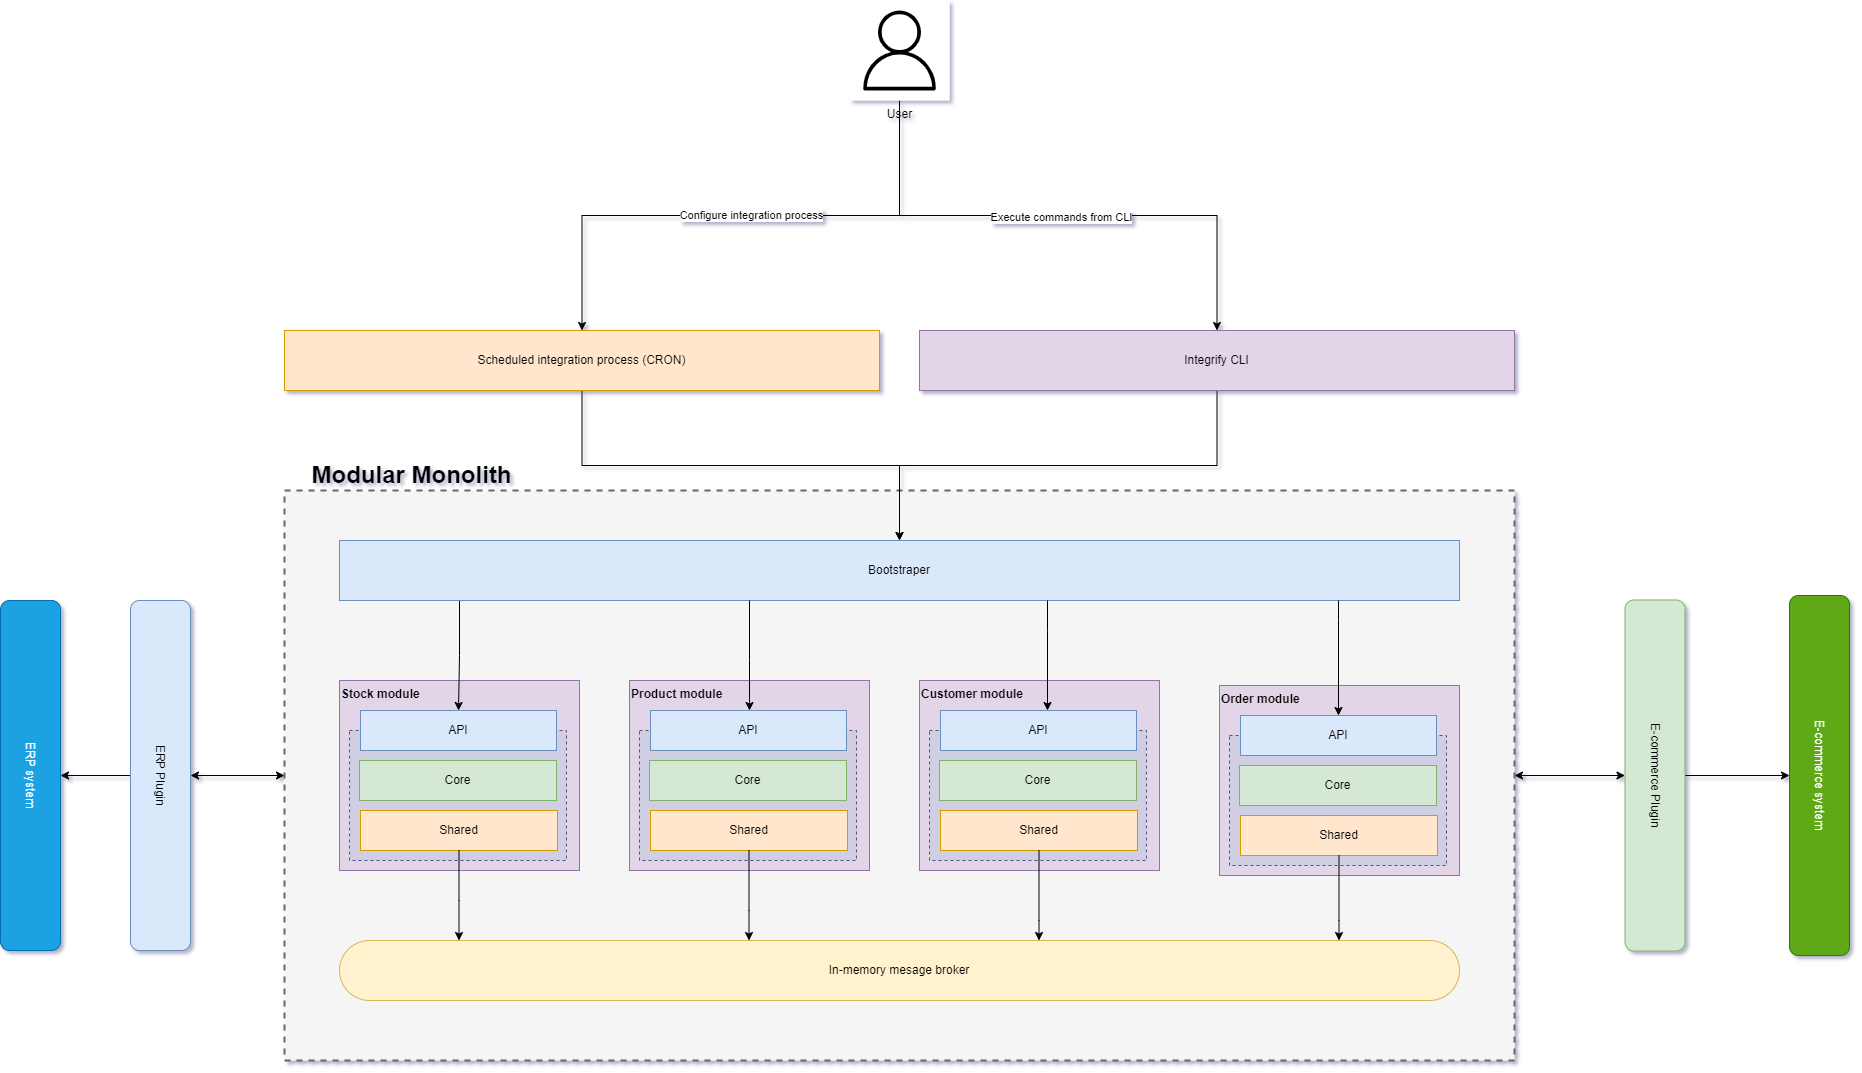 User
Configure integration process
Execute commands from CLI
Scheduled integration process (CRON)
Integrify CLI
Modular Monolith
Bootstraper
Stock module
API
Core
Shared
Product module
API
Core
Shared
Customer module
API
Core
Shared
Order module
API
Core
Shared
In-memory mesage broker
ERP system
ERP Plugin
E-commerce Plugin
E-commerce system